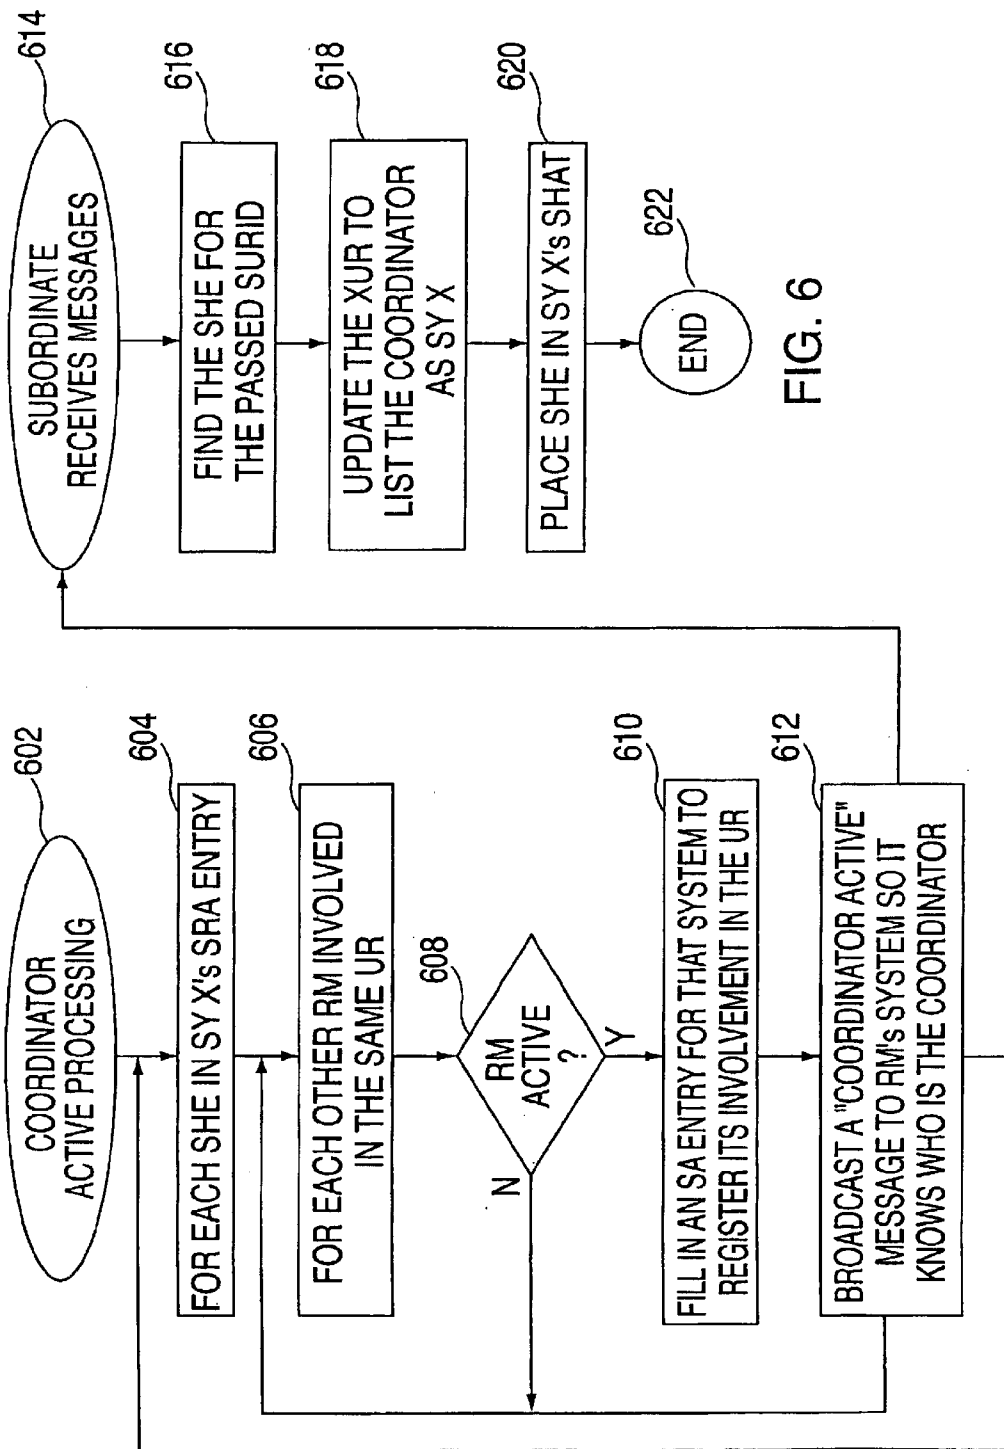 602
COORDINATOR
ACTIVE PROCESSING
604
FOR EACH SHE IN SY X's SRA ENTRY
606
FOR EACH OTHER RM INVOLVED
IN THE SAME UR
608
RM
ACTIVE
?
N
Y
610
FILL IN AN SA ENTRY FOR THAT SYSTEM TO
REGISTER ITS INVOLVEMENT IN THE UR
612
BROADCAST A "COORDINATOR ACTIVE"
MESSAGE TO RM's SYSTEM SO IT
KNOWS WHO IS THE COORDINATOR
614
SUBORDINATE
RECEIVES MESSAGES
616
FIND THE SHE FOR
THE PASSED SURID
618
UPDATE THE XUR TO
LIST THE COORDINATOR
AS SY X
620
PLACE SHE IN SY X's SHAT
622
END
FIG. 6